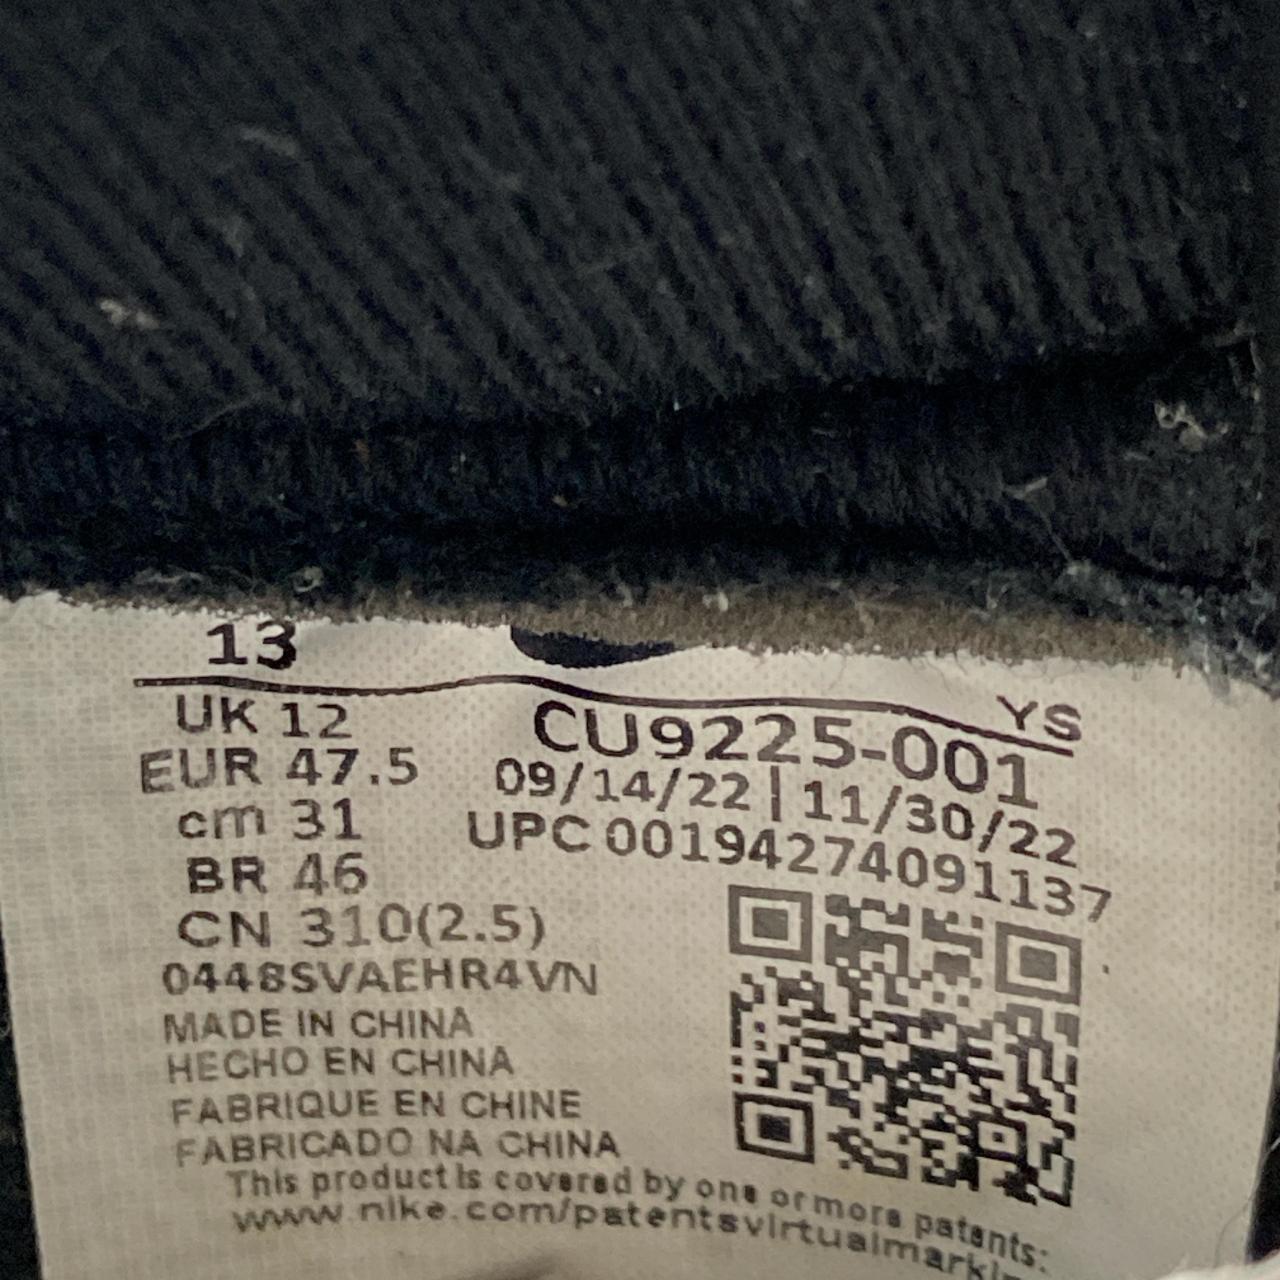 13
YS
UK 12
EUR 47.5
cm 31
BR 46
CN 310(2.5)
0448SVAEHR4VN
MADE IN CHINA
HECHO EN CHINA
FABRIQUE EN CHINE
FABRICADO NA CHINA
CU9225-001
09/14/22 | 11/30/22
UPC 00194274091137
This product is covered by one or more patents:
www.nike.com/patentsvirtualmarki